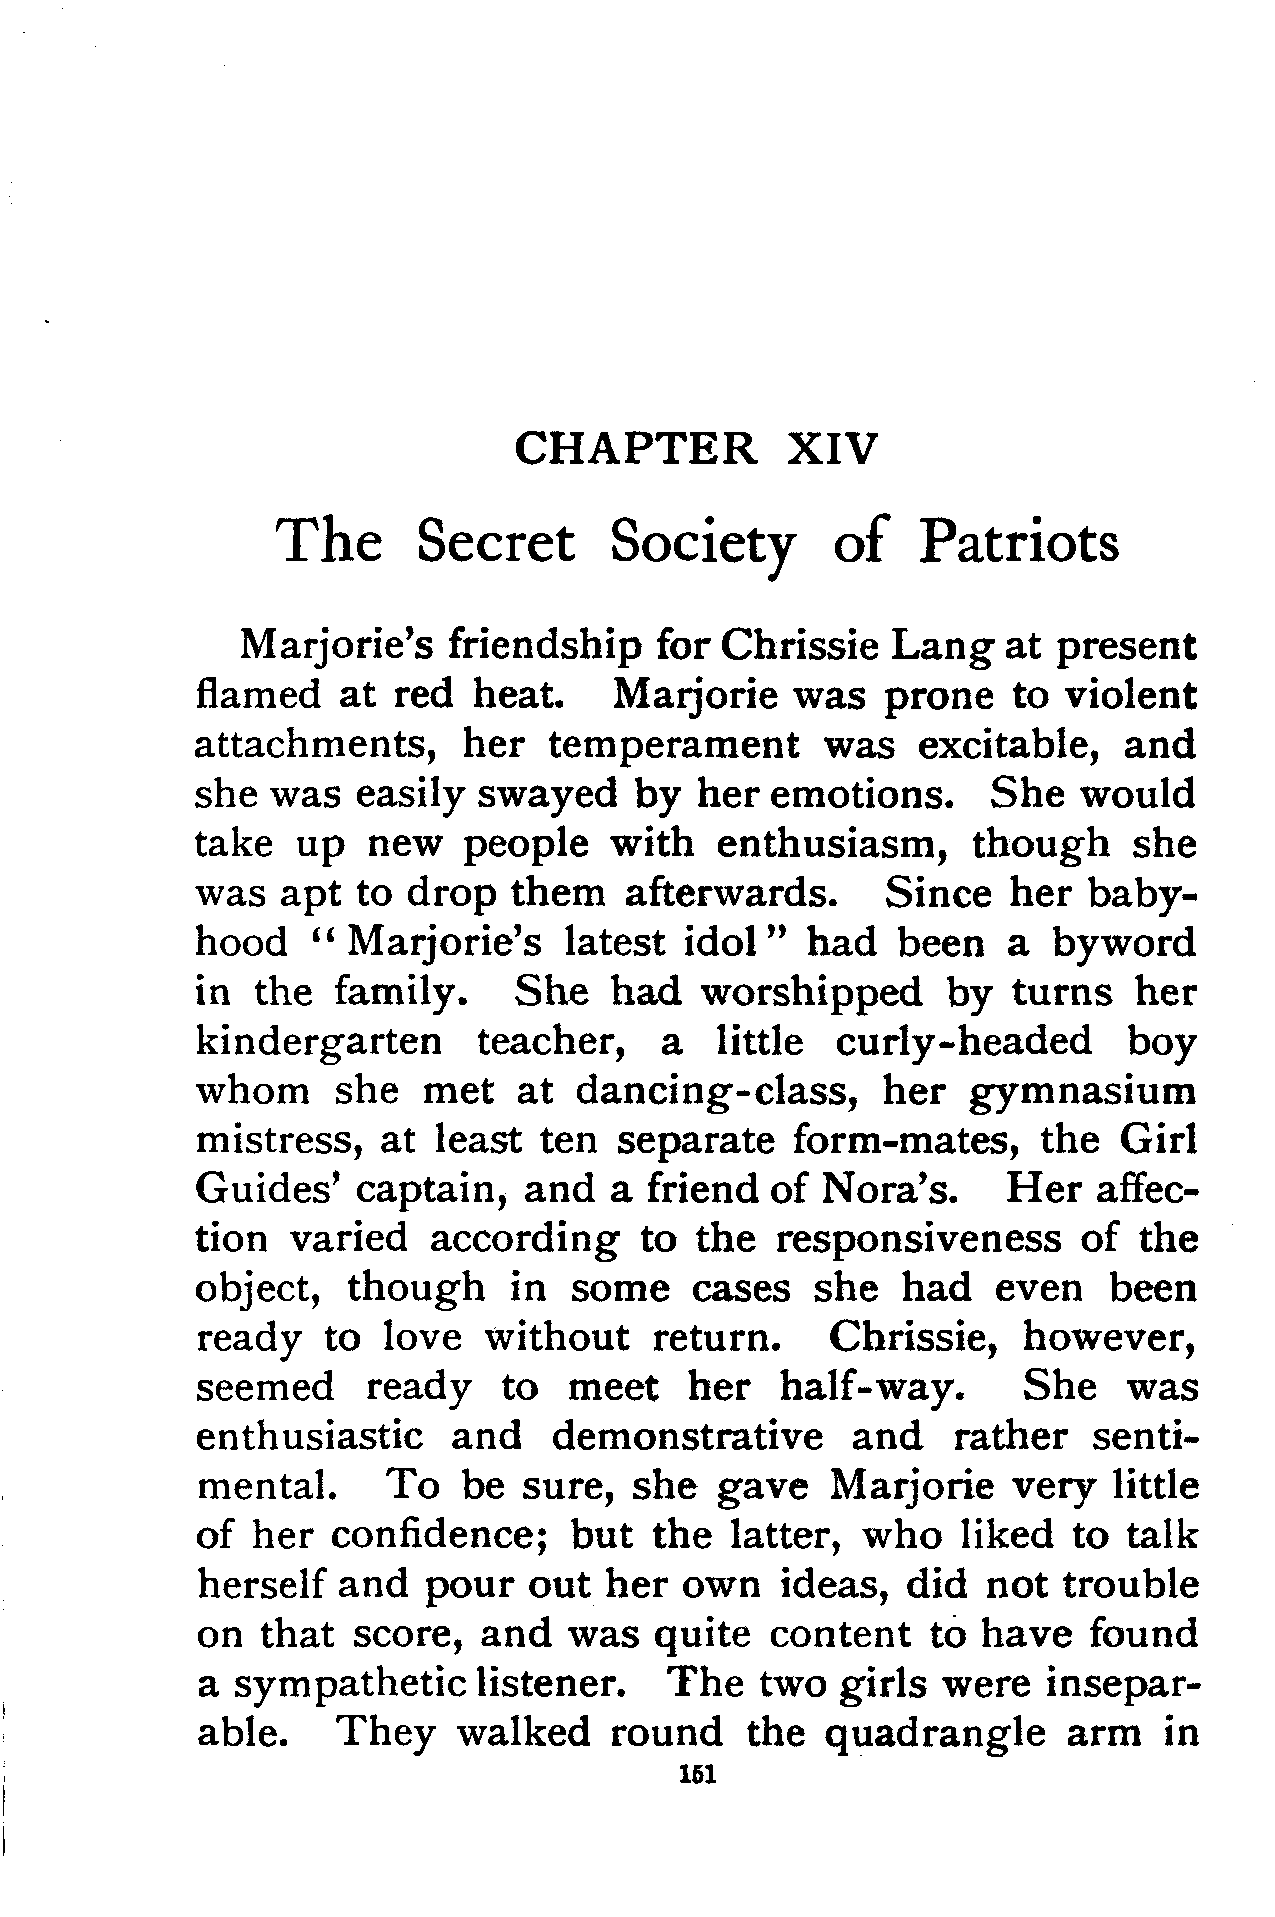 CHAPTER XIV
The Secret Society of Patriots
Marjorie's friendship for Chrissie Lang at present
flamed at red heat. Marjorie was prone to violent
attachments, her temperament was excitable, and
she was easily swayed by her emotions. She would
take up new people with enthusiasm, though she
was apt to drop them afterwards. Since her baby-
hood “Marjorie's latest idol” had been a byword
in the family. She had worshipped by turns her
kindergarten teacher, a little curly-headed boy
whom she met at dancing-class, her gymnasium
mistress, at least ten separate form-mates, the Girl
Guides' captain, and a friend of Nora's. Her affec-
tion varied according to the responsiveness of the
object, though in some cases she had even been
ready to love without return. Chrissie, however,
seemed ready to meet her half-way. She was
enthusiastic and demonstrative and rather senti-
mental. To be sure, she gave Marjorie very little
of her confidence; but the latter, who liked to talk
herself and pour out her own ideas, did not trouble
on that score, and was quite content to have found
a sympathetic listener. The two girls were insepar-
able. They walked round the quadrangle arm in
151